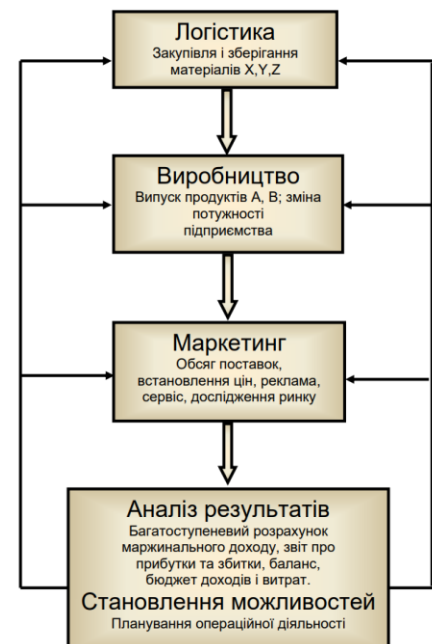 Логістика
Закупівля і зберігання
матеріалів X,Y,Z
Виробництво
Випуск продуктів А, В; зміна
потужності
підприємства
Маркетинг
Обсяг поставок,
встановлення цін, реклама,
сервіс, дослідження ринку
Аналіз результатів
Багатоступеневий розрахунок
маржинального доходу, звіт про
прибутки та збитки, баланс,
бюджет доходів і витрат.
Становлення можливостей
Планування операційної діяльності